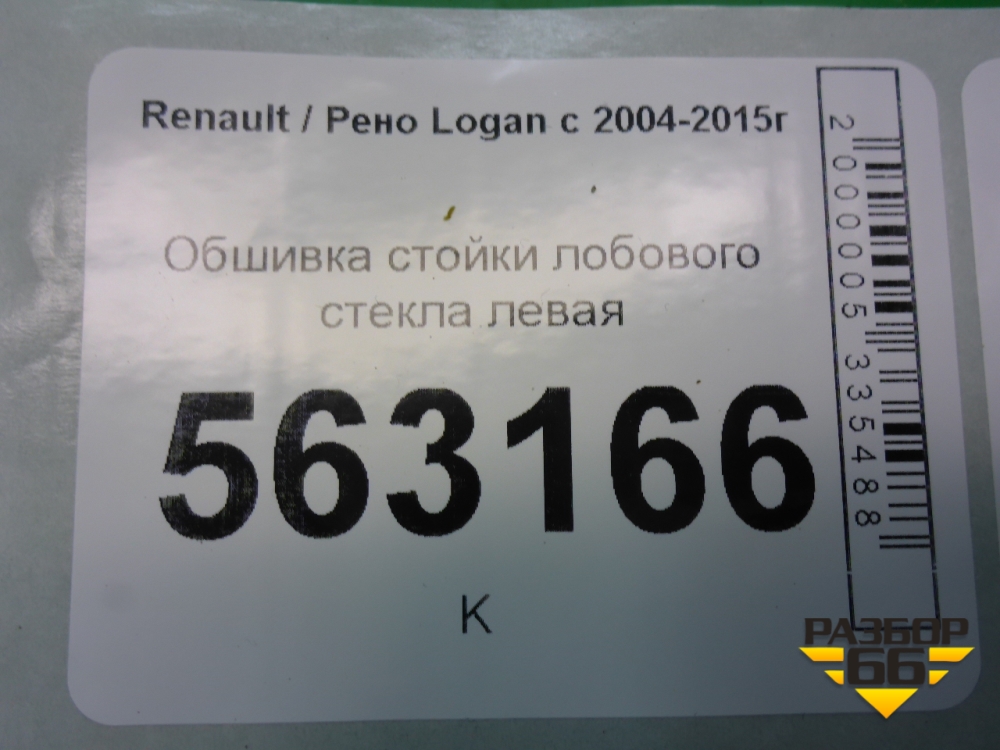 Renault / Рено Logan с 2004-2015г
Обшивка стойки лобового
стекла левая
563166
К
2000005335488
РАЗБОР
66